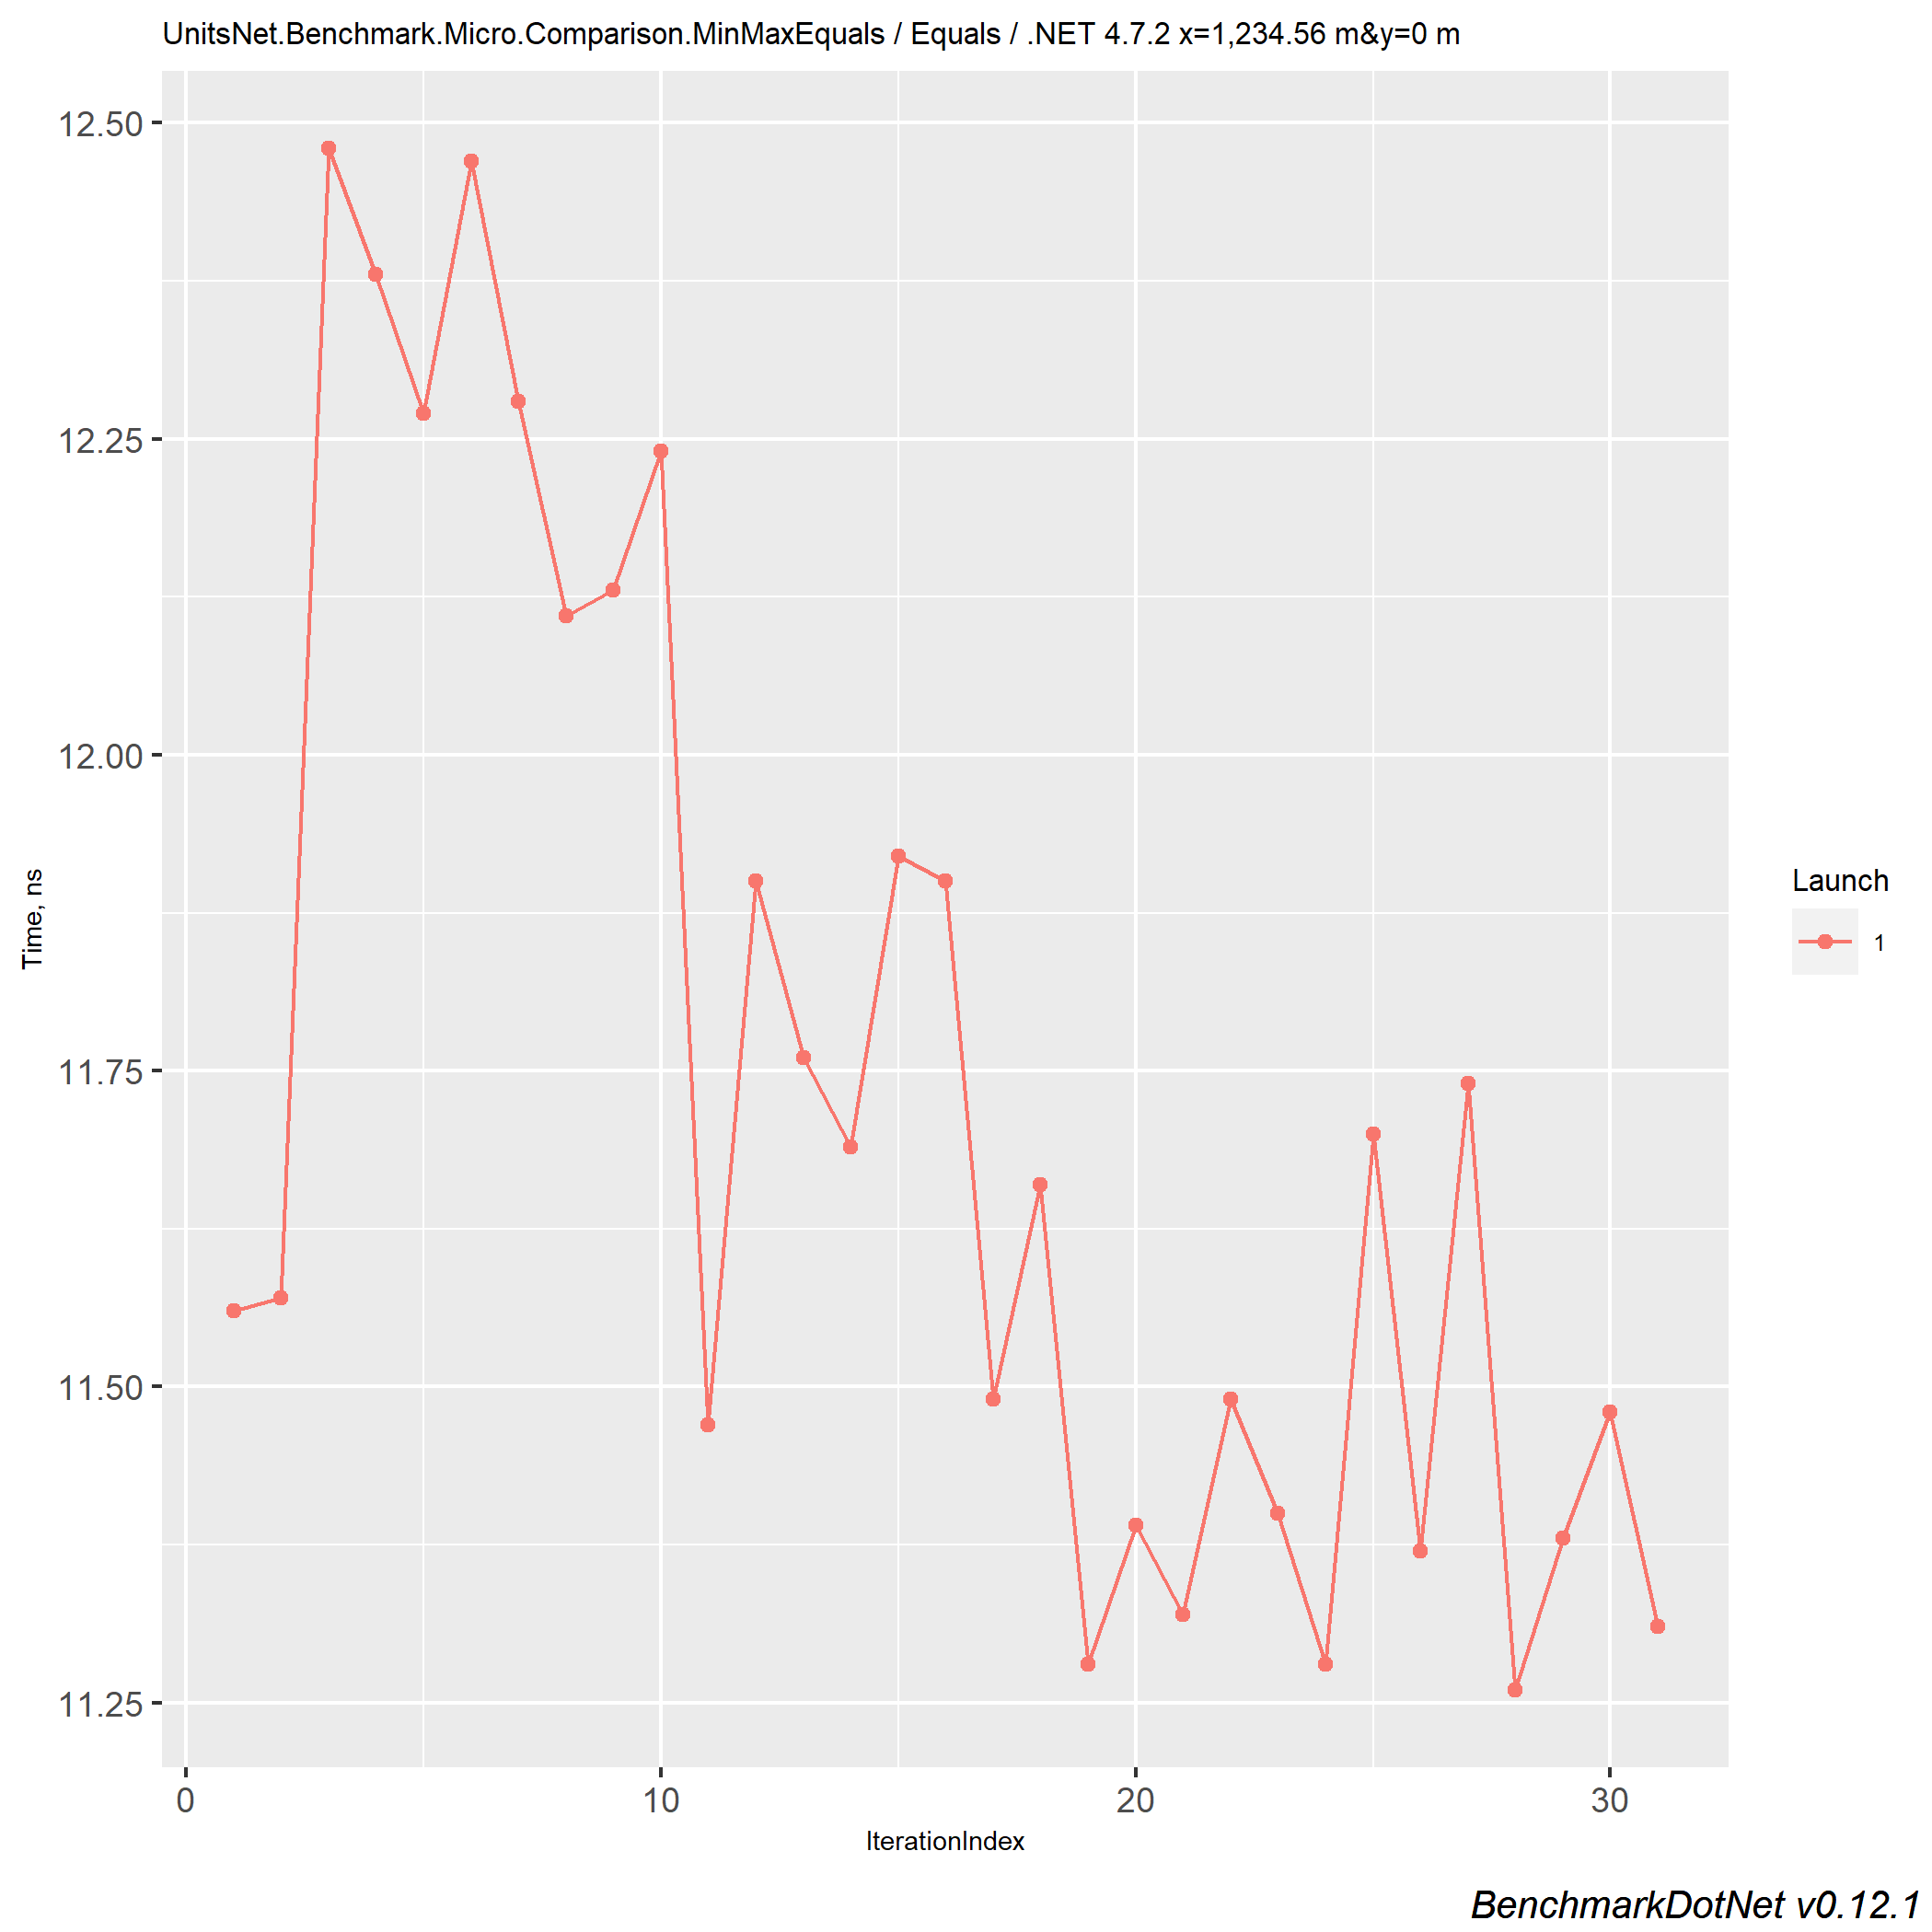 UnitsNet.Benchmark.Micro.Comparison.MinMaxEquals / Equals / .NET 4.7.2 x=1,234.56 m&y=0 m
12.50
12.25
12.00
11.75
11.50
11.25
Time, ns
0 10 20 30
IterationIndex
Launch
1
BenchmarkDotNet v0.12.1